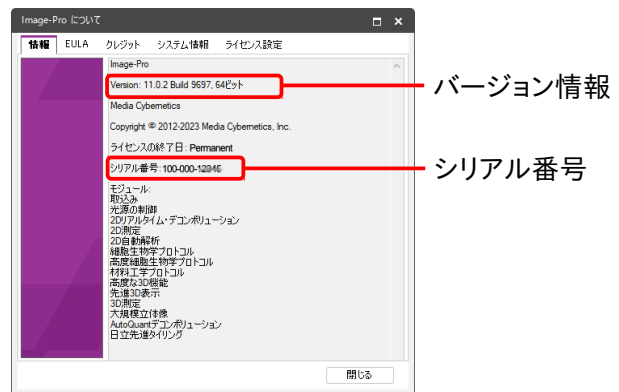 Image-Pro について
情報 EULA クレジット システム情報 ライセンス設定
Image-Pro
Version: 11.0.2 Build 9697, 64ビット
バージョン情報
Media Cybernetics
Copyright © 2012-2023 Media Cybernetics, Inc.
ライセンスの終了日: Permanent
シリアル番号: 100-000-12345
シリアル番号
モジュール:
取込み
光源の制御
2Dリアルタイム・デコンボリューション
2D測定
2D自動解析
細胞生物学プロトコル
高度細胞生物学プロトコル
材料工学プロトコル
高度な3D機能
先進3D表示
3D測定
大規模立体像
AutoQuantデコンボリューション
日立先進タイリング
閉じる